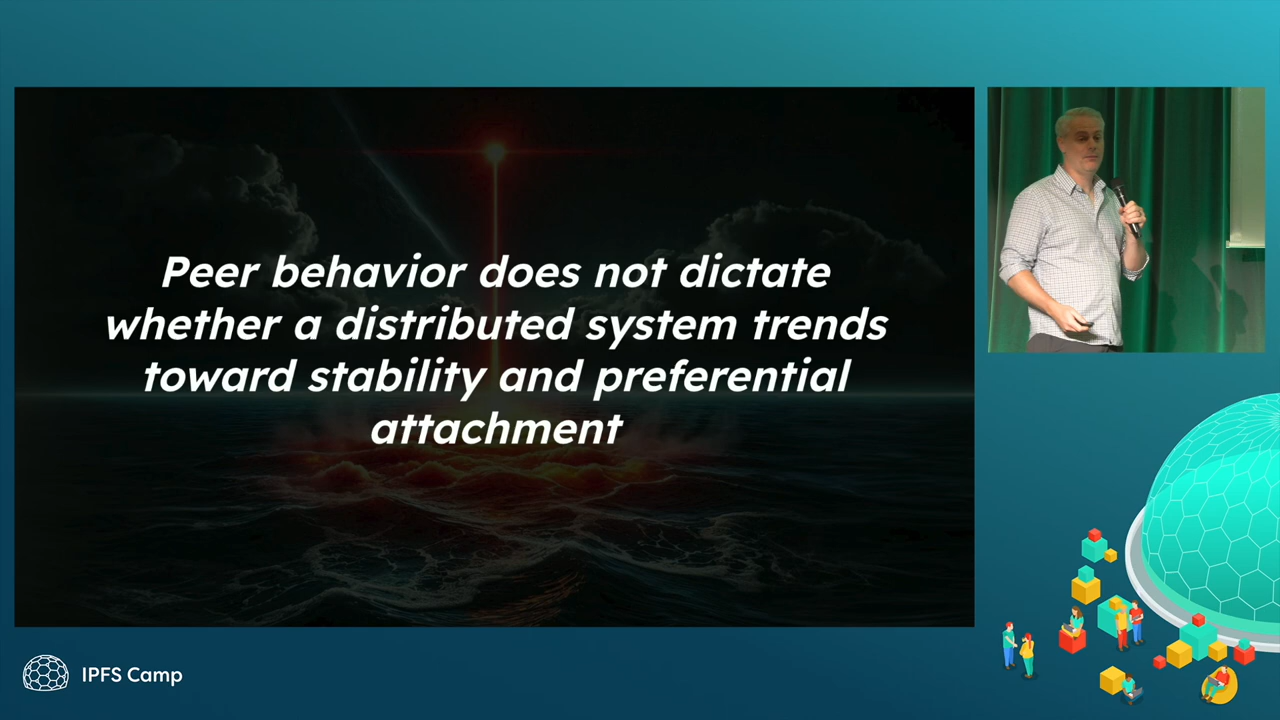 Peer behavior does not dictate
whether a distributed system trends
toward stability and preferential
attachment
IPFS Camp